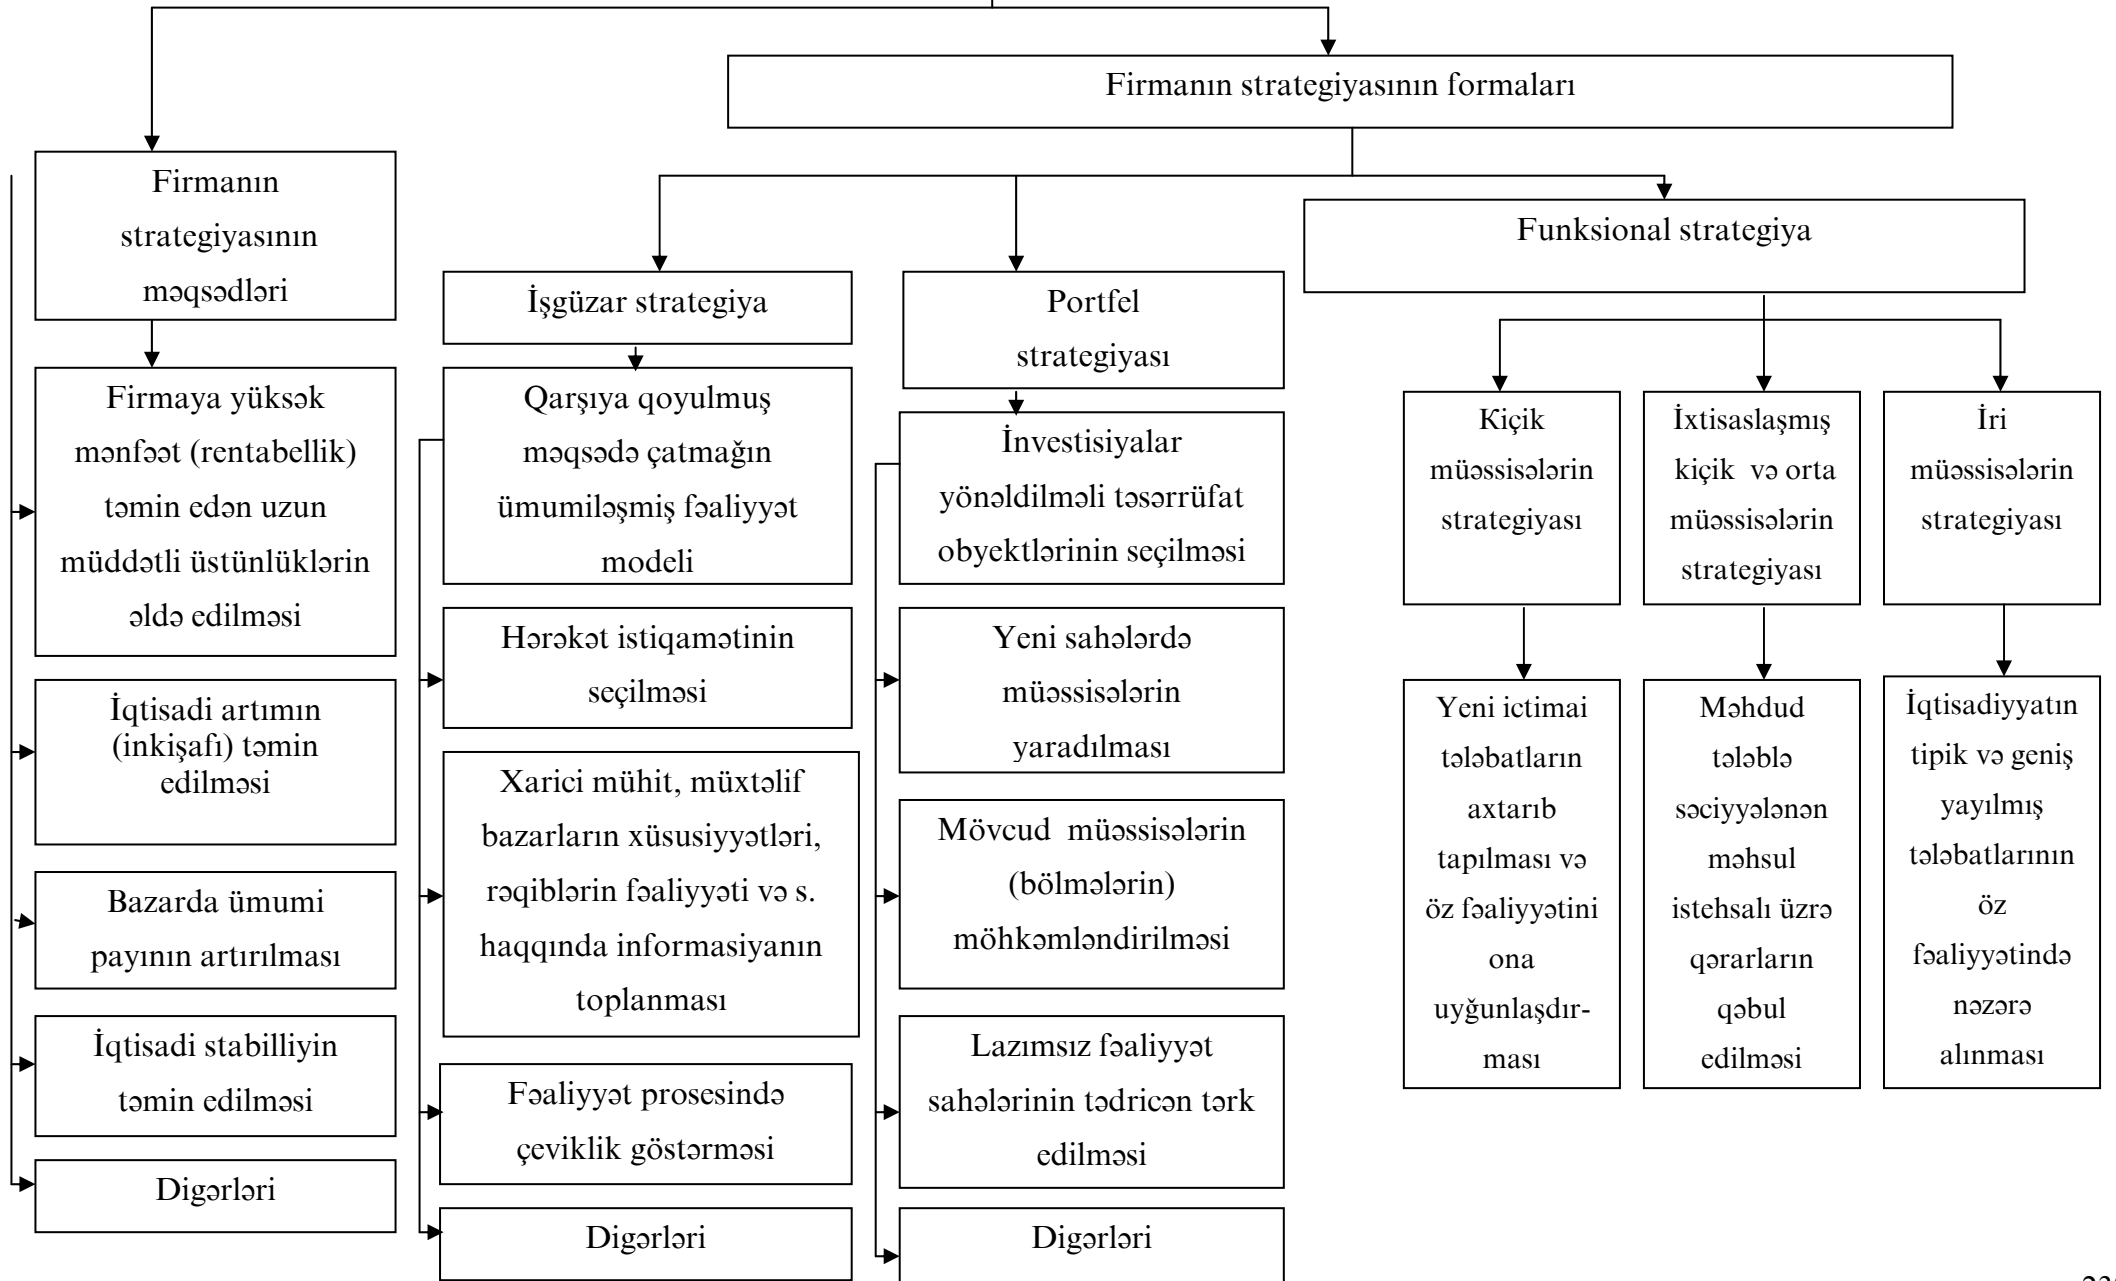 Firmanın strategiyasının formaları
Firmanın
strategiyasının
məqsədləri
Firmaya yüksək
mənfəət (rentabellik)
təmin edən uzun
müddətli üstünlüklərin
əldə edilməsi
İqtisadi artımın
(inkişafı) təmin
edilməsi
Bazarda ümumi
payının artırılması
İqtisadi stabilliyin
təmin edilməsi
Digərləri
İşgüzar strategiya
Qarşıya qoyulmuş
məqsədə çatmağın
ümumiləşmiş fəaliyyət
modeli
Hərəkət istiqamətinin
seçilməsi
Xarici mühit, müxtəlif
bazarların xüsusiyyətləri,
rəqiblərin fəaliyyəti və s.
haqqında informasiyanın
toplanması
Fəaliyyət prosesində
çeviklik göstərməsi
Digərləri
Portfel
strategiyası
İnvestisiyalar
yönəldilməli təsərrüfat
obyektlərinin seçilməsi
Yeni sahələrdə
müəssisələrin
yaradılması
Mövcud müəssisələrin
(bölmələrin)
möhkəmləndirilməsi
Lazımsız fəaliyyət
sahələrinin tədricən tərk
edilməsi
Digərləri
Funksional strategiya
Kiçik
müəssisələrin
strategiyası
Yeni ictimai
tələbatların
axtarıb
tapılması və
öz fəaliyyətini
ona
uyğunlaşdır-
ması
İxtisaslaşmış
kiçik və orta
müəssisələrin
strategiyası
Məhdud
tələblə
səciyyələnən
məhsul
istehsalı üzrə
qərarların
qəbul
edilməsi
İri
müəssisələrin
strategiyası
İqtisadiyyatın
tipik və geniş
yayılmış
tələbatlarının
öz
fəaliyyətində
nəzərə
alınması